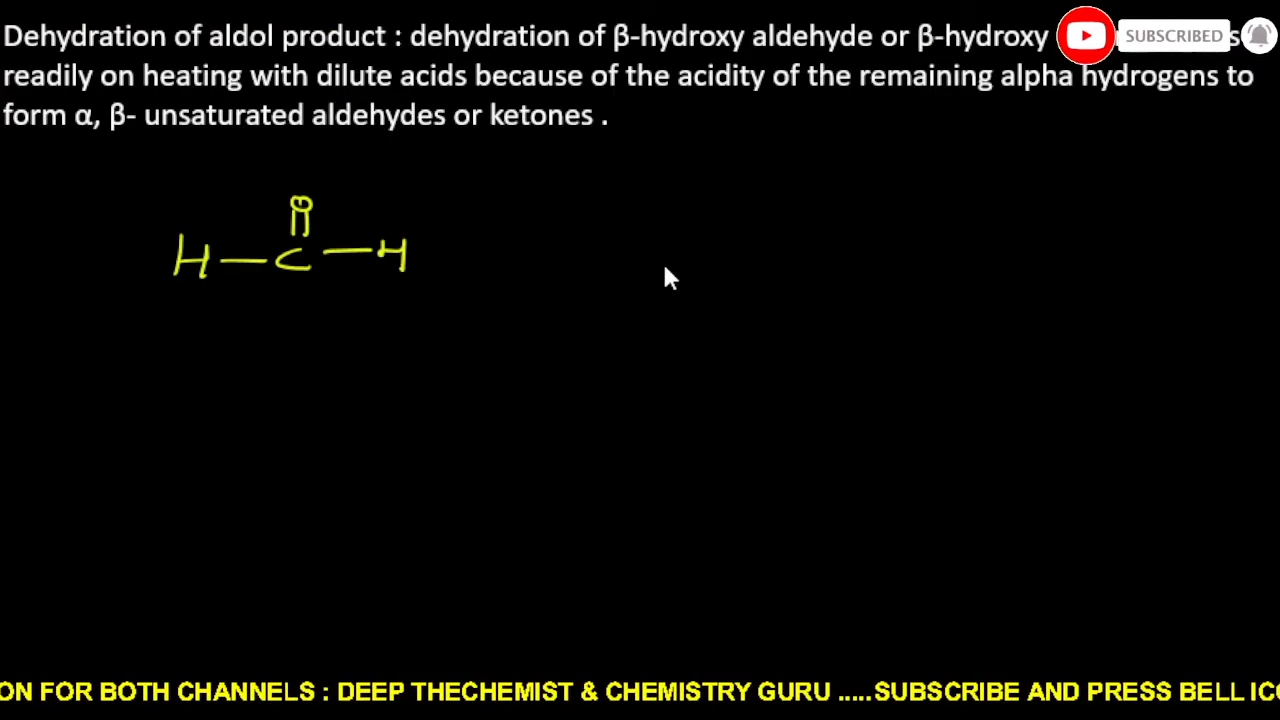 Dehydration of aldol product : dehydration of β-hydroxy aldehyde or β-hydroxy
SUBSCRIBED
readily on heating with dilute acids because of the acidity of the remaining alpha hydrogens to
form α, β- unsaturated aldehydes or ketones .
O
H — C — H
ON FOR BOTH CHANNELS : DEEP THECHEMIST & CHEMISTRY GURU .....SUBSCRIBE AND PRESS BELL ICO